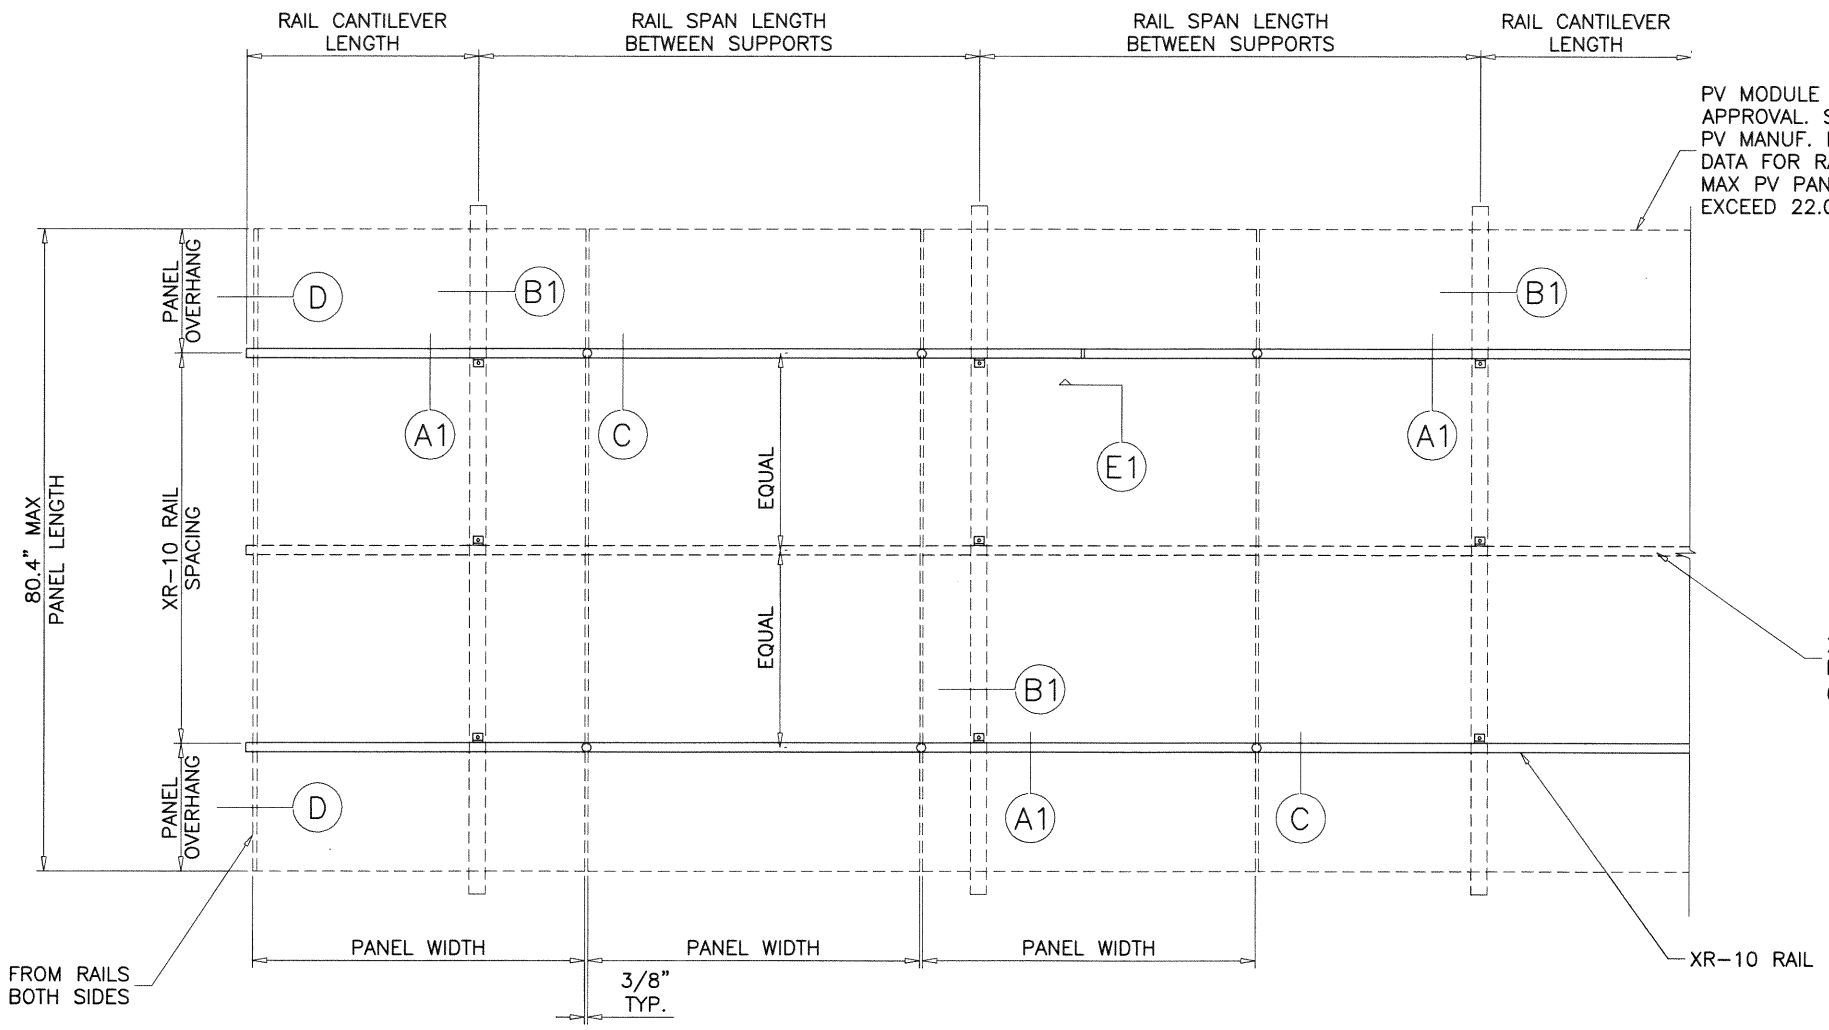 RAIL CANTILEVER
LENGTH
RAIL SPAN LENGTH
BETWEEN SUPPORTS
RAIL SPAN LENGTH
BETWEEN SUPPORTS
RAIL CANTILEVER
LENGTH
PV MODULE
APPROVAL.
PV MANUF.
DATA FOR
MAX PV
EXCEED
PANEL
OVERHANG
D
B1
B1
A1
C
E1
A1
80.4" MAX
PANEL LENGTH
XR-10 RAIL
SPACING
EQUAL
EQUAL
B1
PANEL
OVERHANG
D
A1
C
PANEL WIDTH
PANEL WIDTH
PANEL WIDTH
3/8"
TYP.
FROM RAILS
BOTH SIDES
XR-10 RAIL